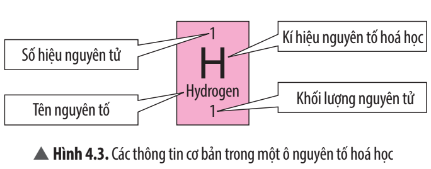 1
H
Hydrogen
1
Số hiệu nguyên tử
Tên nguyên tố
Kí hiệu nguyên tố hoá học
Khối lượng nguyên tử
▲ Hình 4.3. Các thông tin cơ bản trong một ô nguyên tố hoá học